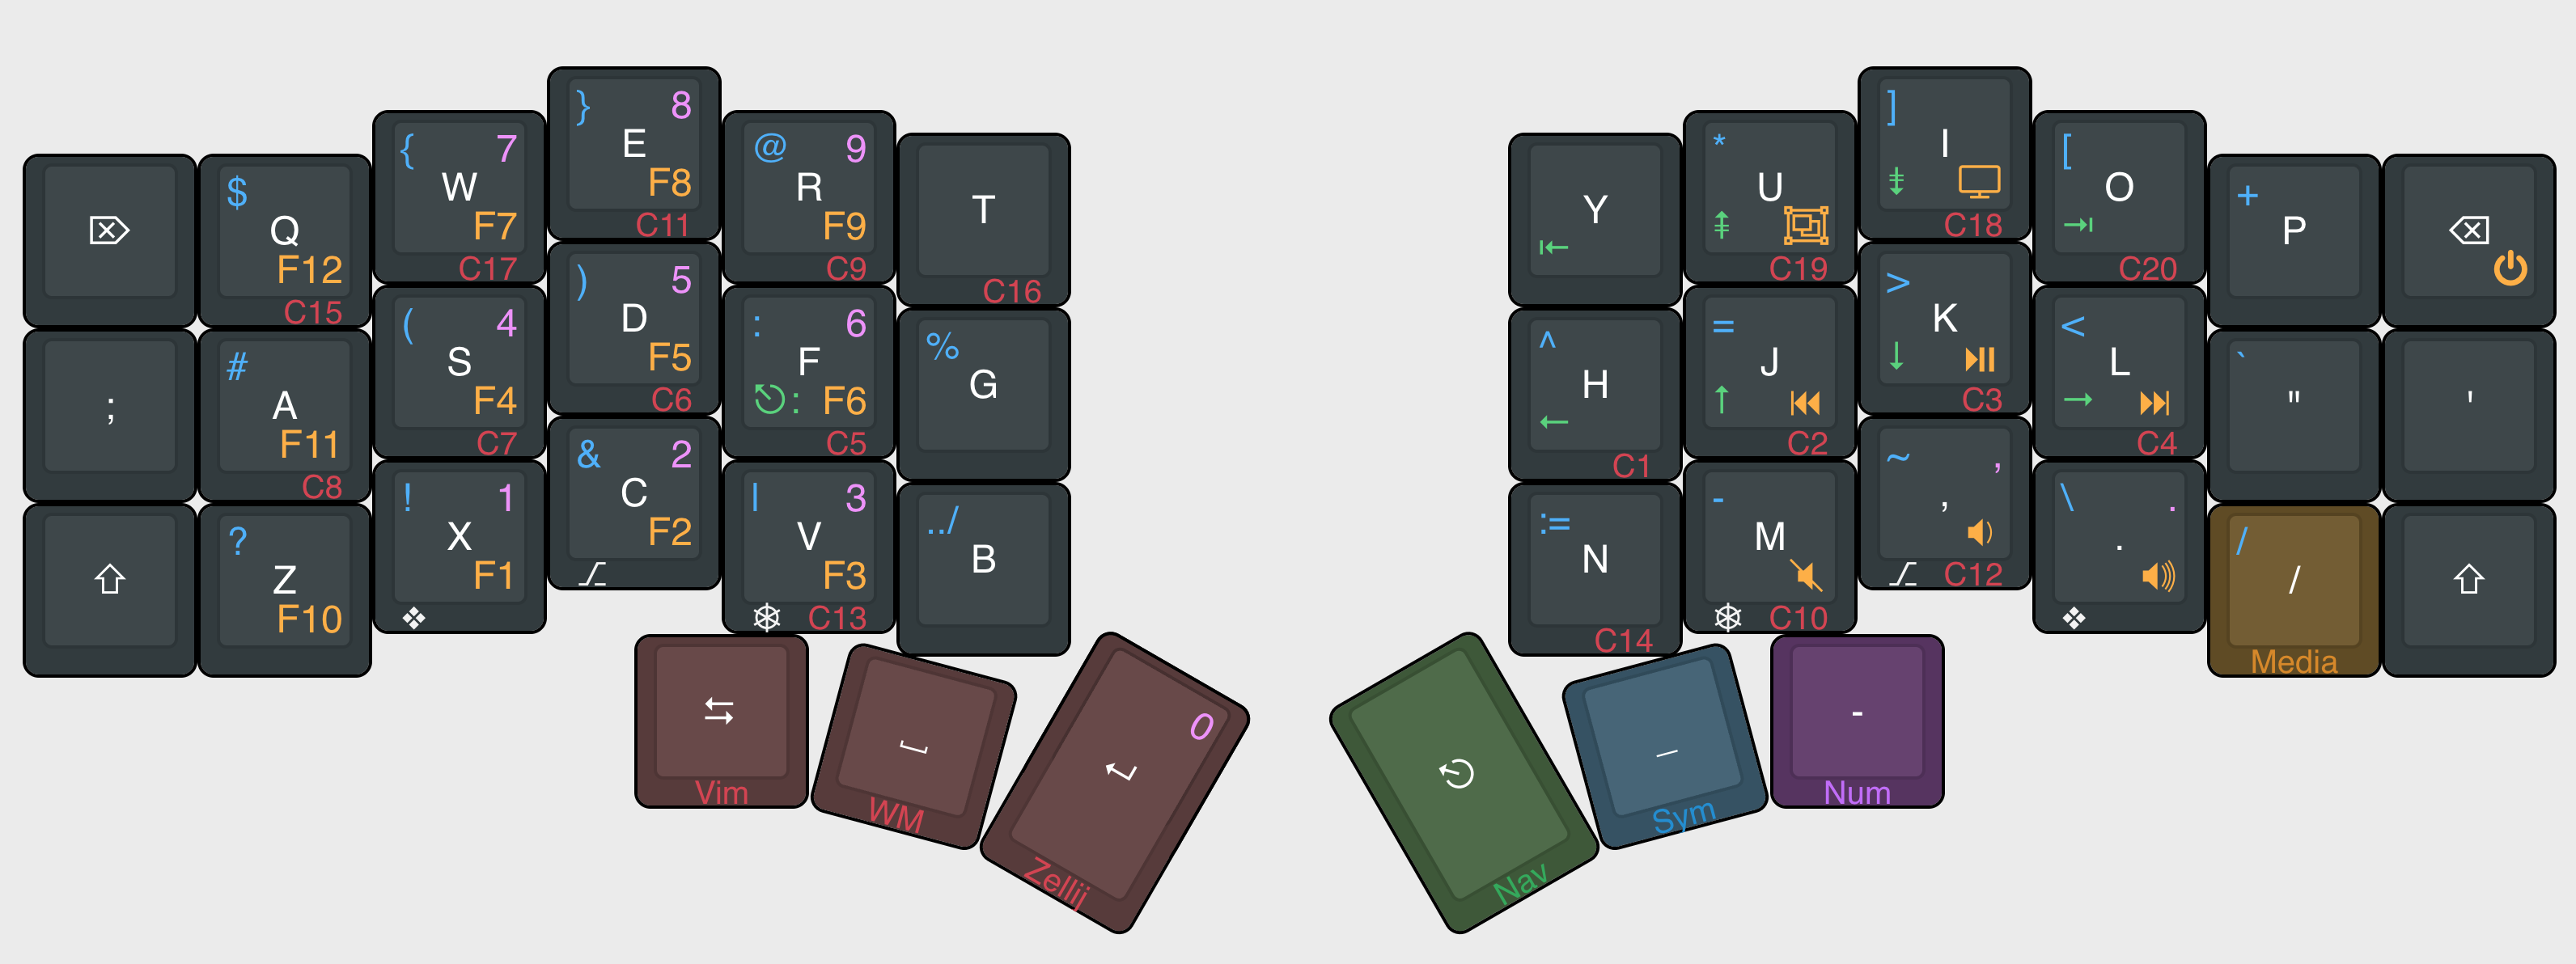 } 8 ]
E I
{ 7 F8 @ 9 * [
W C11 R U C18 O
$ F7 F9 T Y +
Q C17 ) 5 C9 C19 > C20 P
F12 D K
C15 ( 4 F5 : 6 C16 = <
S C6 F % ^ J C3 L `
# F4 : F6 G H "
A C7 & 2 C5 C2 ~ , C4 ; '
F11 C ,
C8 ! 1 F2 | 3 C1 - \ .
X V ../ := M C12 . /
? F1 F3 B N /
Z C13 C10
F10 C14 Media
0
- _
Vim Num
WM Sym
Zellij Nav